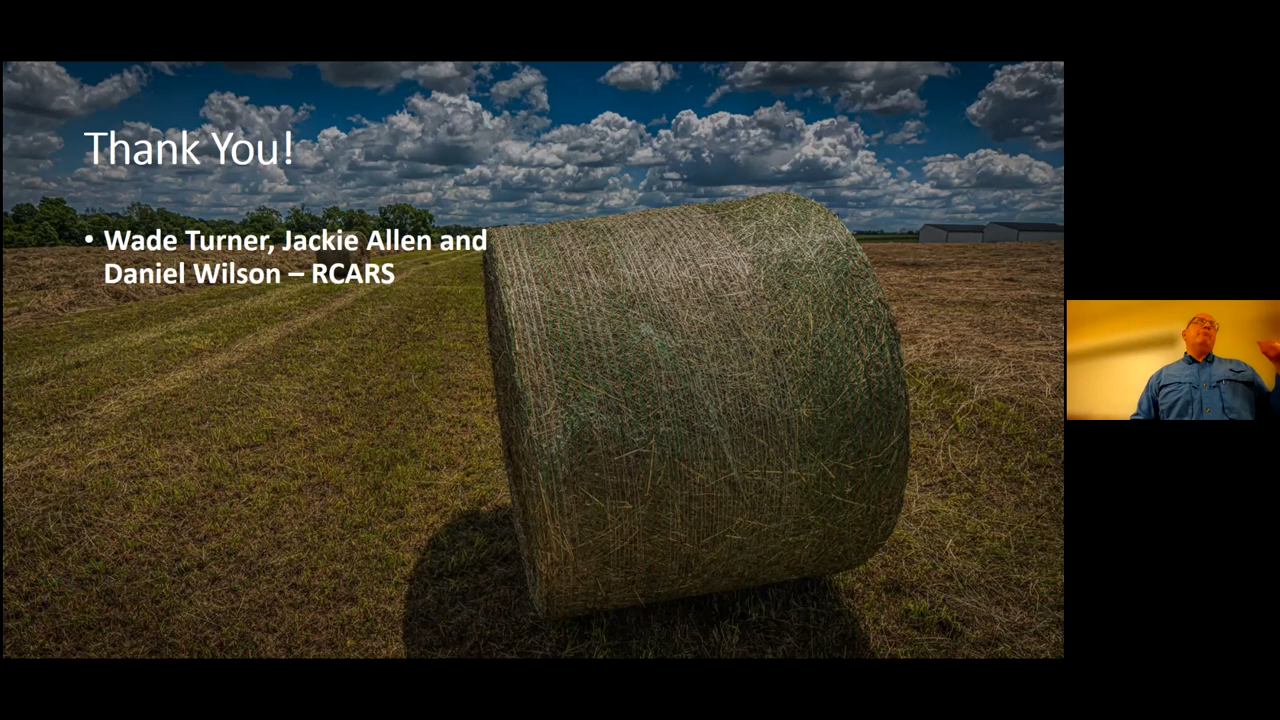 Thank You!
• Wade Turner, Jackie Allen and
Daniel Wilson – RCARS